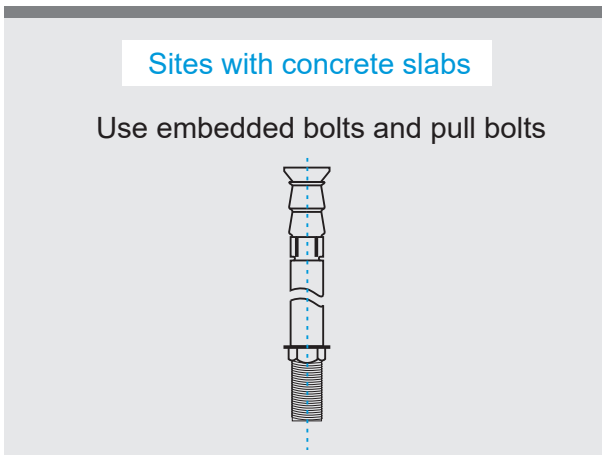 Sites with concrete slabs
Use embedded bolts and pull bolts